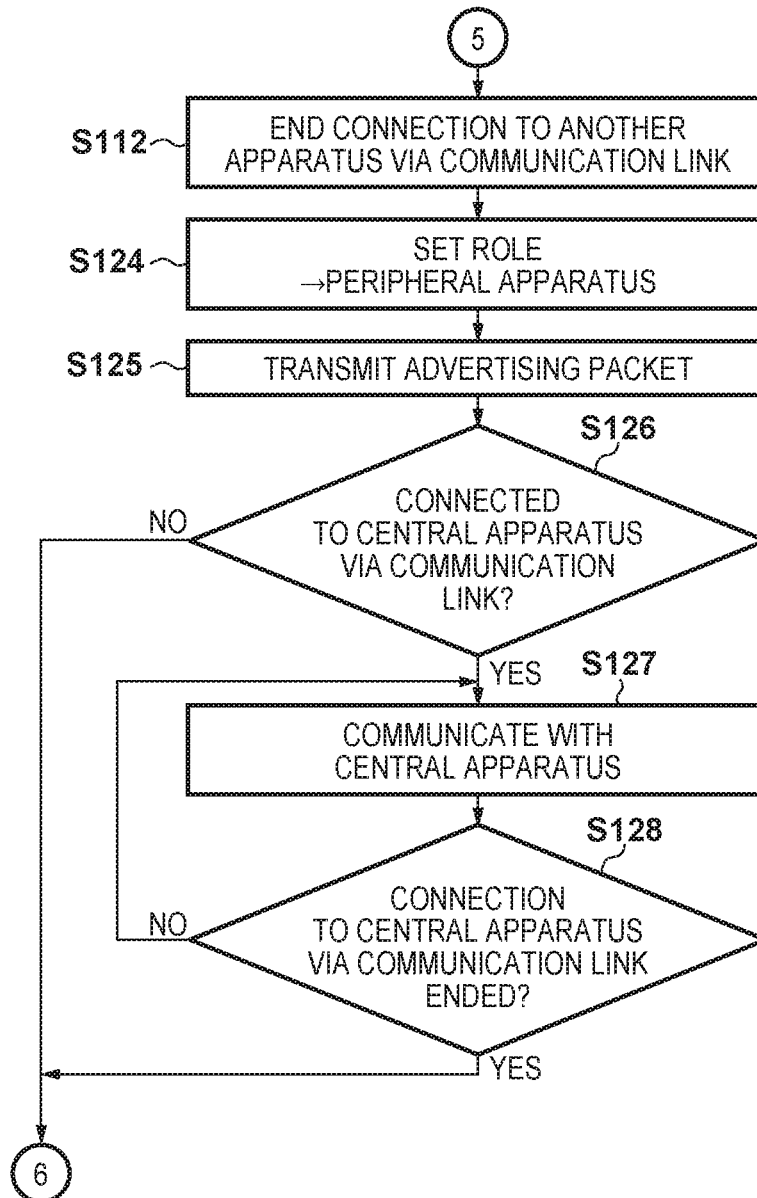 5
S112
END CONNECTION TO ANOTHER
APPARATUS VIA COMMUNICATION LINK
S124
SET ROLE
→PERIPHERAL APPARATUS
S125
TRANSMIT ADVERTISING PACKET
S126
CONNECTED
TO CENTRAL APPARATUS
VIA COMMUNICATION
LINK?
NO
YES
S127
COMMUNICATE WITH
CENTRAL APPARATUS
S128
CONNECTION
TO CENTRAL APPARATUS
VIA COMMUNICATION LINK
ENDED?
NO
YES
6